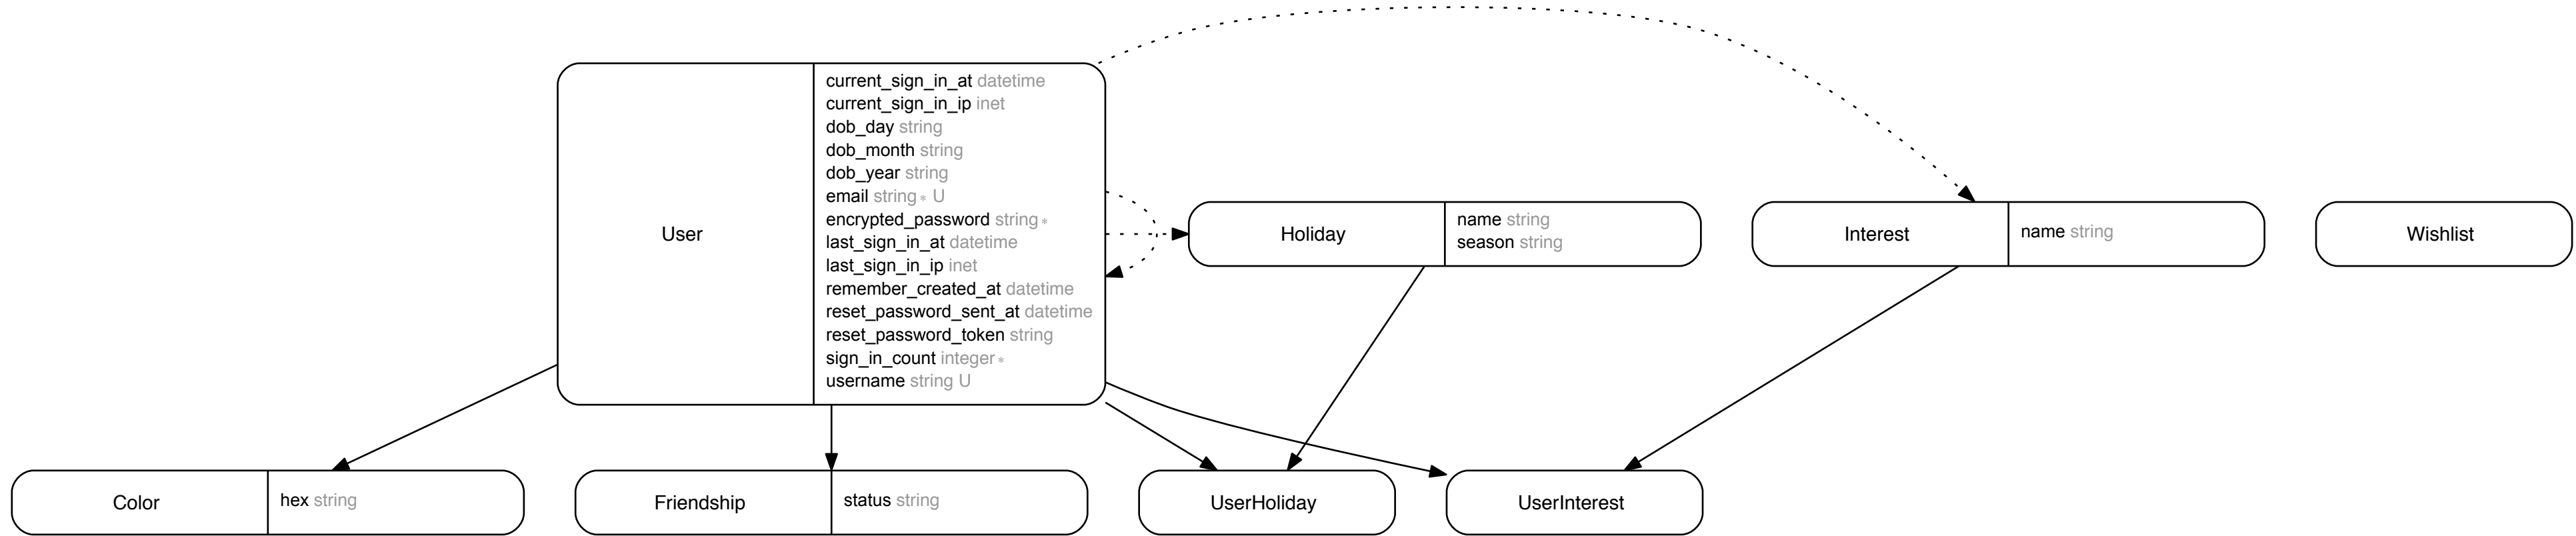 User
current_sign_in_at datetime
current_sign_in_ip inet
dob_day string
dob_month string
dob_year string
email string * U
encrypted_password string *
last_sign_in_at datetime
last_sign_in_ip inet
remember_created_at datetime
reset_password_sent_at datetime
reset_password_token string
sign_in_count integer *
username string U
Holiday
name string
season string
Interest
name string
Wishlist
Color
hex string
Friendship
status string
UserHoliday
UserInterest